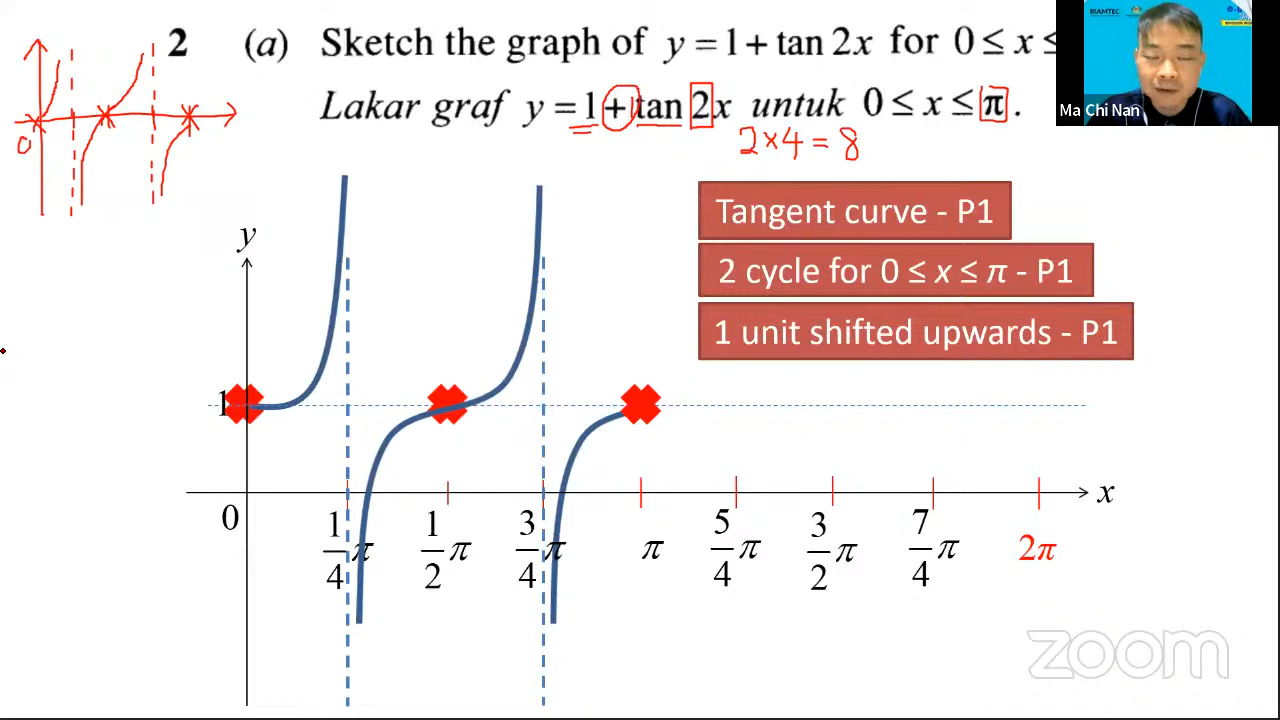 2 (a) Sketch the graph of y = 1 + tan 2x for 0 ≤ x ≤
Lakar graf y = 1 + tan 2x untuk 0 ≤ x ≤ π .
2 × 4 = 8
0
RIAMTEC
Ma Chi Nan
Tangent curve - P1
2 cycle for 0 ≤ x ≤ π - P1
1 unit shifted upwards - P1
y
1
x
0 1/4 π 1/2 π 3/4 π π 5/4 π 3/2 π 7/4 π 2π
zoom